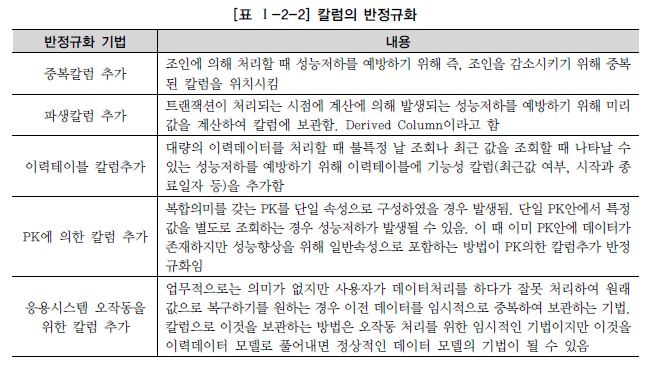 [표 Ⅰ-2-2] 칼럼의 반정규화
반정규화 기법
내용
중복칼럼 추가
조인에 의해 처리할 때 성능저하를 예방하기 위해 즉, 조인을 감소시키기 위해 중복
된 칼럼을 위치시킴
파생칼럼 추가
트랜잭션이 처리되는 시점에 계산에 의해 발생되는 성능저하를 예방하기 위해 미리
값을 계산하여 칼럼에 보관함. Derived Column이라고 함
이력테이블 칼럼추가
대량의 이력데이터를 처리할 때 불특정 날 조회나 최근 값을 조회할 때 나타날 수
있는 성능저하를 예방하기 위해 이력테이블에 기능성 칼럼(최근값 여부, 시작과 종
료일자 등)을 추가함
PK에 의한 칼럼 추가
복합의미를 갖는 PK를 단일 속성으로 구성하였을 경우 발생됨. 단일 PK안에서 특정
값을 별도로 조회하는 경우 성능저하가 발생될 수 있음. 이 때 이미 PK안에 데이터가
존재하지만 성능향상을 위해 일반속성으로 포함하는 방법이 PK의한 칼럼추가 반정
규화임
응용시스템 오작동을
위한 칼럼 추가
업무적으로는 의미가 없지만 사용자가 데이터처리를 하다가 잘못 처리하여 원래
값으로 복구하기를 원하는 경우 이전 데이터를 임시적으로 중복하여 보관하는 기법.
칼럼으로 이것을 보관하는 방법은 오작동 처리를 위한 임시적인 기법이지만 이것을
이력데이터 모델로 풀어내면 정상적인 데이터 모델의 기법이 될 수 있음